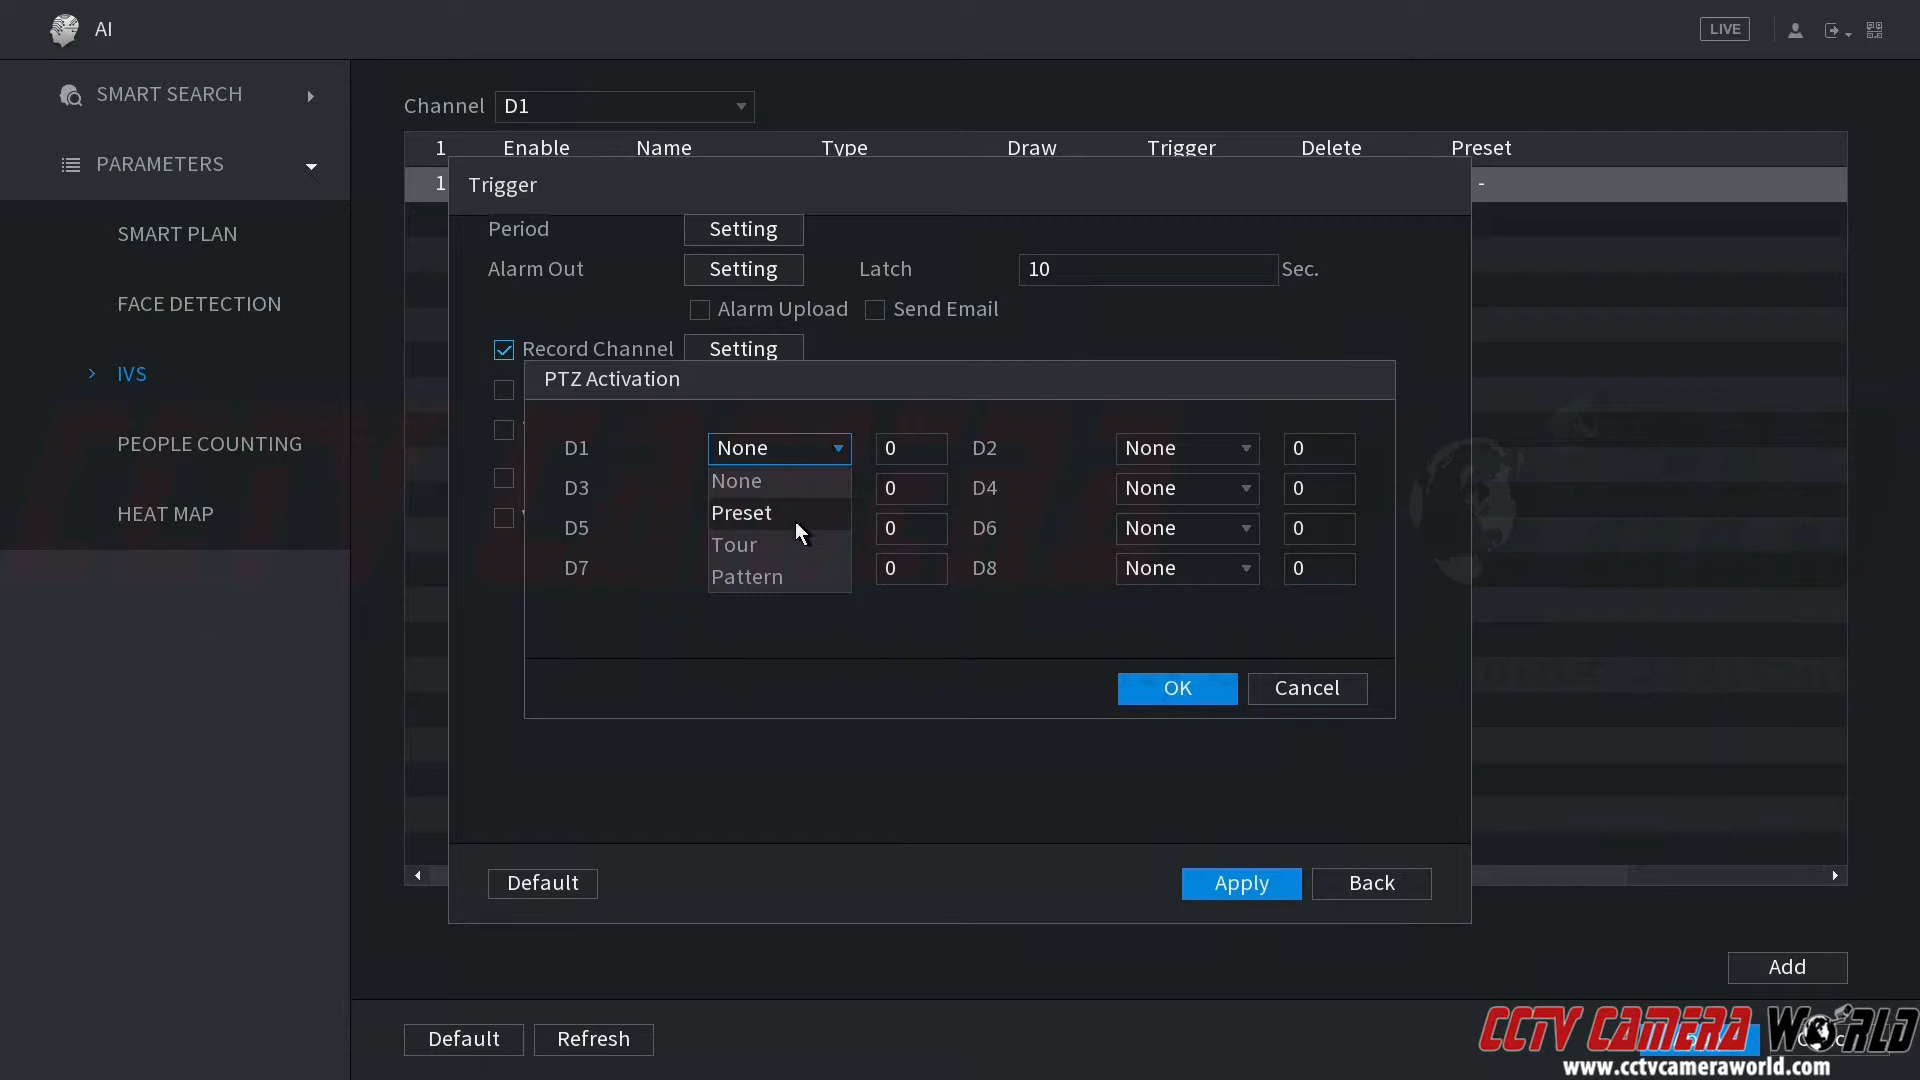 AI
LIVE
SMART SEARCH
PARAMETERS
SMART PLAN
FACE DETECTION
IVS
PEOPLE COUNTING
HEAT MAP
Channel D1
1 Enable Name Type Draw Trigger Delete Preset
1 -
Trigger
Period Setting
Alarm Out Setting Latch 10 Sec.
Alarm Upload Send Email
Record Channel Setting
PTZ Activation
D1 None 0 D2 None 0
None
D3 0 D4 None 0
Preset
D5 0 D6 None 0
Tour
D7 0 D8 None 0
Pattern
OK Cancel
Default Apply Back
Add
Default Refresh
CCTV CAMERA WORLD
www.cctvcameraworld.com